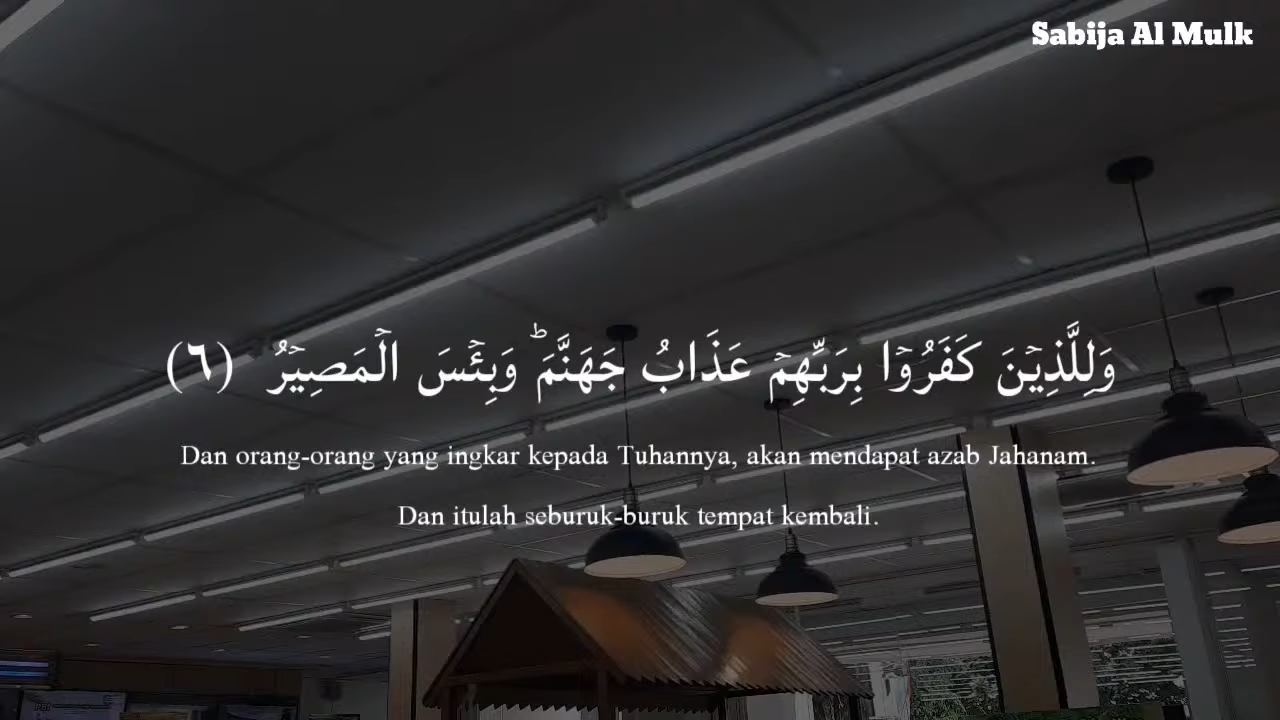 Sabija Al Mulk
وَلِلَّذِيۡنَ كَفَرُوۡا بِرَبِّهِمۡ عَذَابُ جَهَنَّمَ‌ؕ وَبِئۡسَ الۡمَصِيۡرُ (٦)
Dan orang-orang yang ingkar kepada Tuhannya, akan mendapat azab Jahanam.
Dan itulah seburuk-buruk tempat kembali.